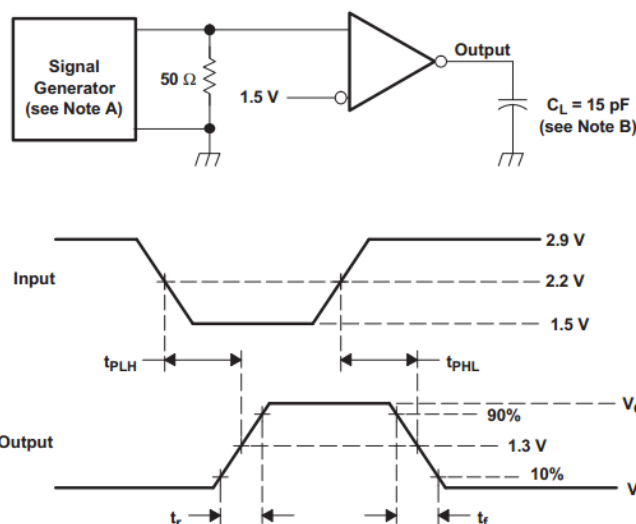 Signal
Generator
(see Note A)
50 Ω
1.5 V
Output
CL = 15 pF
(see Note B)
Input
2.9 V
2.2 V
1.5 V
tPLH
tPHL
Output
90%
1.3 V
10%
tr
tf